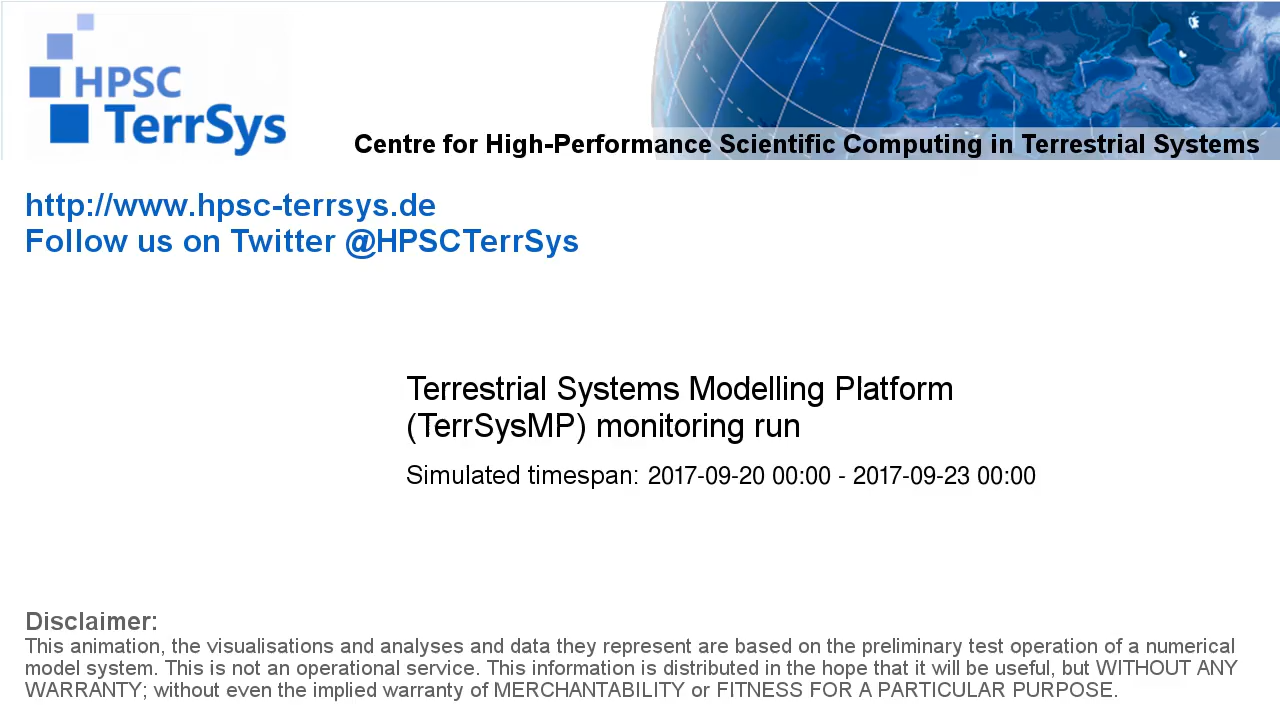 HPSC
TerrSys
Centre for High-Performance Scientific Computing in Terrestrial Systems
http://www.hpsc-terrsys.de
Follow us on Twitter @HPSCTerrSys
Terrestrial Systems Modelling Platform
(TerrSysMP) monitoring run
Simulated timespan: 2017-09-20 00:00 - 2017-09-23 00:00
Disclaimer:
This animation, the visualisations and analyses and data they represent are based on the preliminary test operation of a numerical
model system. This is not an operational service. This information is distributed in the hope that it will be useful, but WITHOUT ANY
WARRANTY; without even the implied warranty of MERCHANTABILITY or FITNESS FOR A PARTICULAR PURPOSE.